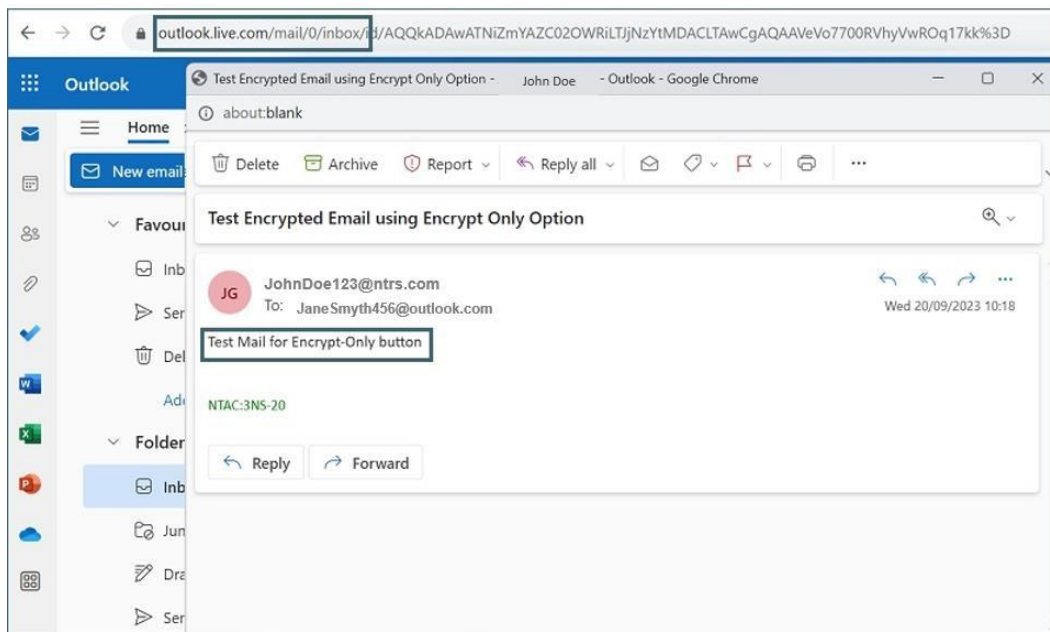 outlook.live.com/mail/0/inbox/id/AQQkADAwATNiZmYAZC02OWRiLTJjNzYtMDACLTAwCgAQAAVeVo7700RVhyVwROq17kk%3D
Outlook
Test Encrypted Email using Encrypt Only Option - John Doe - Outlook - Google Chrome
about:blank
Home
New email
Delete Archive Report Reply all
Favour
Test Encrypted Email using Encrypt Only Option
Inb
JG
JohnDoe123@ntrs.com
To: JaneSmyth456@outlook.com
Wed 20/09/2023 10:18
Ser
Test Mail for Encrypt-Only button
Del
Add
NTAC:3NS-20
Folder
Reply Forward
Inb
Jun
Dra
Ser